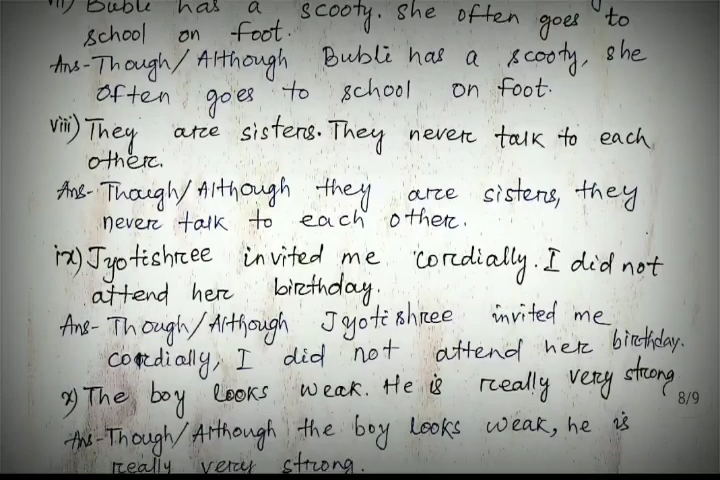 vii) Bubli has a scooty. She often goes to
school on foot.
Ans- Though/Although Bubli has a scooty, she
often goes to school on foot.
viii) They are sisters. They never talk to each
other.
Ans- Though/Although they are sisters, they
never talk to each other.
ix) Jyotishree invited me cordially. I did not
attend her birthday.
Ans- Though/Although Jyotishree invited me
cordially, I did not attend her birthday.
x) The boy looks weak. He is really very strong
8/9
Ans- Though/Although the boy looks weak, he is
really very strong.